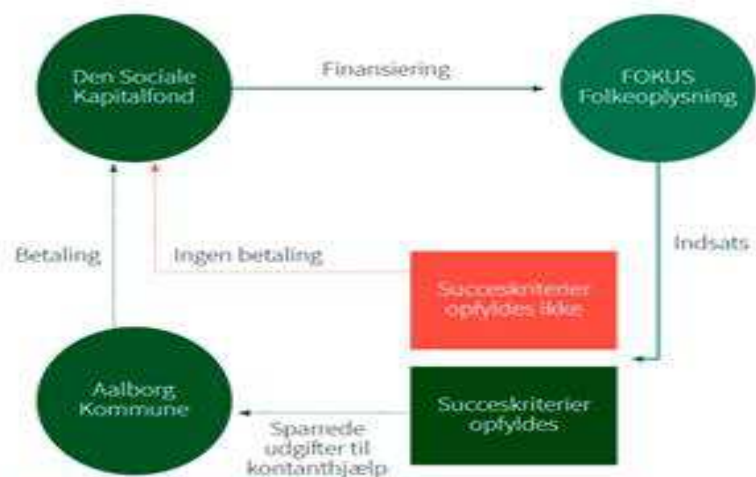 Den Sociale
Kapitalfond
Finansiering
FOKUS
Folkeoplysning
Betaling
Ingen betaling
Indsats
Succeskriterier
opfyldes ikke
Aalborg
Kommune
Sparrede
udgifter til
kontanthjælp
Succeskriterier
opfyldes